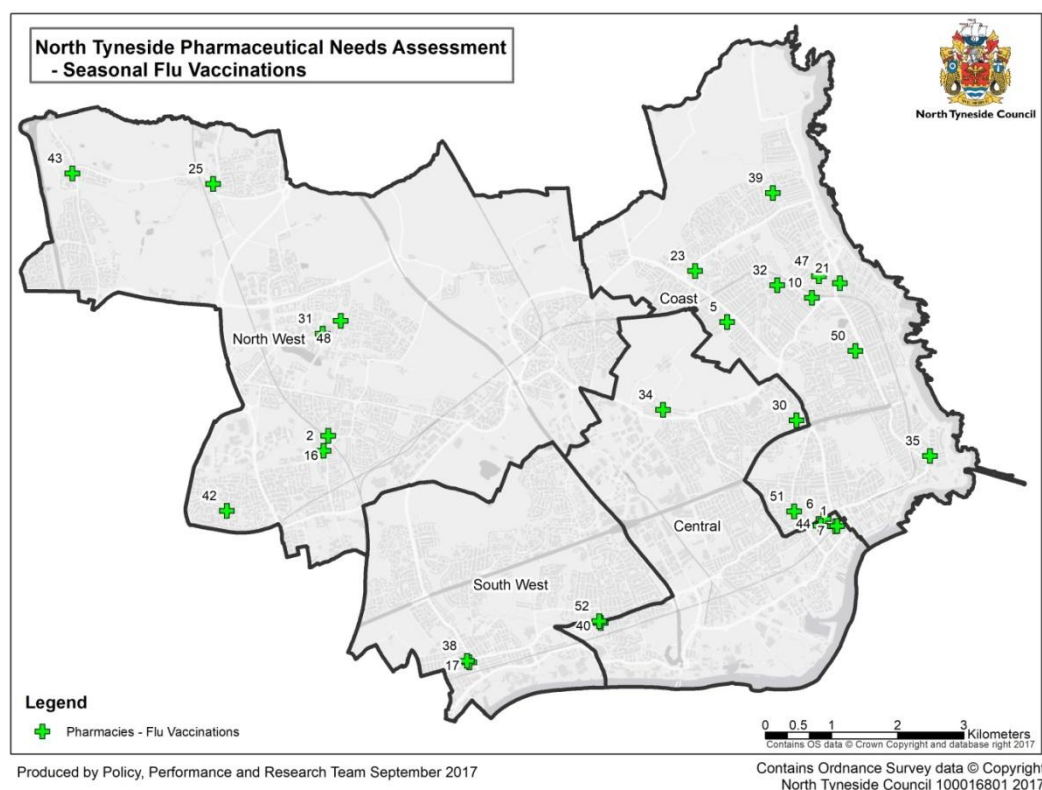 North Tyneside Pharmaceutical Needs Assessment
- Seasonal Flu Vaccinations
North Tyneside Council
43
25
39
23
32
47
21
10
Coast
5
31
North West
48
50
34
30
2
16
35
42
51
6
1
44
7
Central
South West
52
40
38
17
Legend
Pharmacies - Flu Vaccinations
0 0.5 1 2 3
Kilometers
Contains OS data © Crown Copyright and database right 2017
Produced by Policy, Performance and Research Team September 2017
Contains Ordnance Survey data © Copyright
North Tyneside Council 100016801 2017